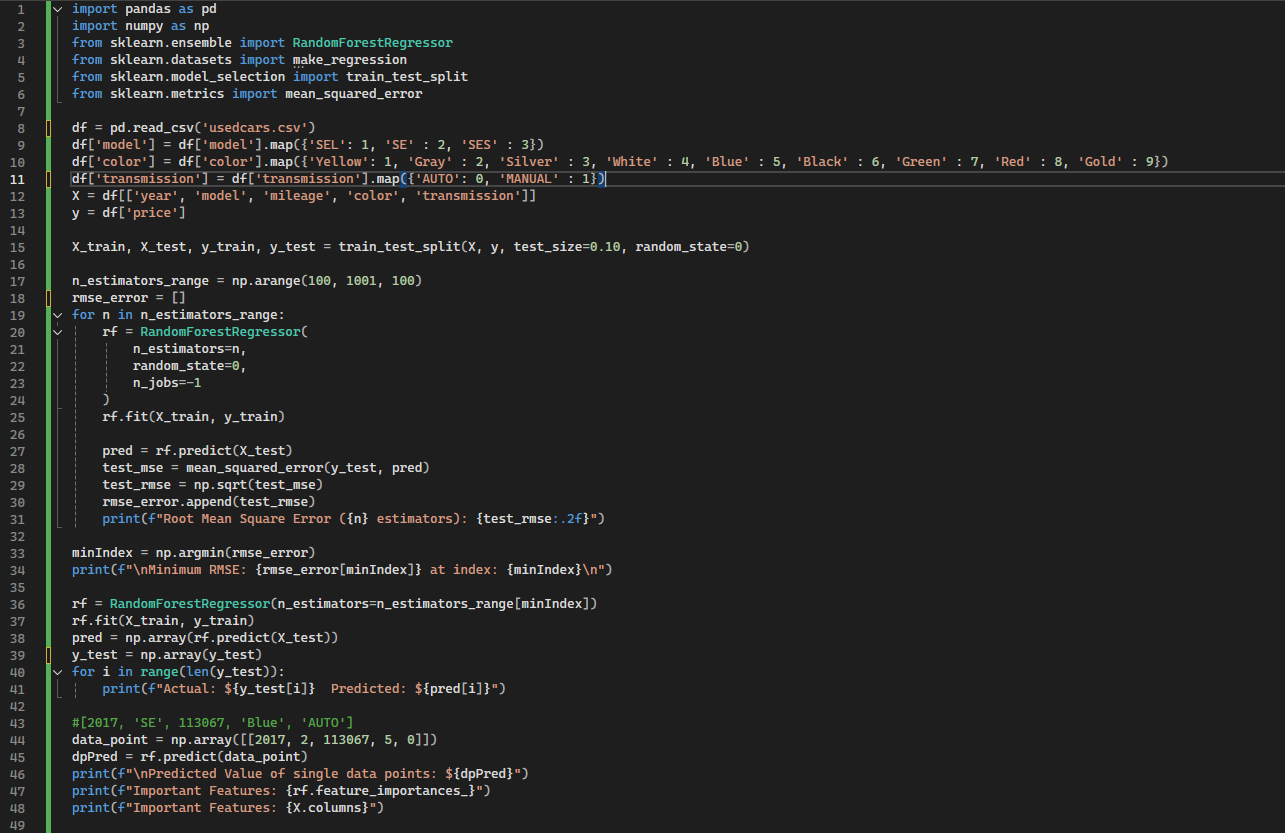 1 import pandas as pd
2 import numpy as np
3 from sklearn.ensemble import RandomForestRegressor
4 from sklearn.datasets import make_regression
5 from sklearn.model_selection import train_test_split
6 from sklearn.metrics import mean_squared_error
7
8 df = pd.read_csv('usedcars.csv')
9 df['model'] = df['model'].map({'SEL': 1, 'SE' : 2, 'SES' : 3})
10 df['color'] = df['color'].map({'Yellow': 1, 'Gray' : 2, 'Silver' : 3, 'White' : 4, 'Blue' : 5, 'Black' : 6, 'Green' : 7, 'Red' : 8, 'Gold' : 9})
11 df['transmission'] = df['transmission'].map({'AUTO': 0, 'MANUAL' : 1})
12 X = df[['year', 'model', 'mileage', 'color', 'transmission']]
13 y = df['price']
14
15 X_train, X_test, y_train, y_test = train_test_split(X, y, test_size=0.10, random_state=0)
16
17 n_estimators_range = np.arange(100, 1001, 100)
18 rmse_error = []
19 for n in n_estimators_range:
20     rf = RandomForestRegressor(
21         n_estimators=n,
22         random_state=0,
23         n_jobs=-1
24     )
25     rf.fit(X_train, y_train)
26
27     pred = rf.predict(X_test)
28     test_mse = mean_squared_error(y_test, pred)
29     test_rmse = np.sqrt(test_mse)
30     rmse_error.append(test_rmse)
31     print(f"Root Mean Square Error ({n} estimators): {test_rmse:.2f}")
32
33 minIndex = np.argmin(rmse_error)
34 print(f"\nMinimum RMSE: {rmse_error[minIndex]} at index: {minIndex}\n")
35
36 rf = RandomForestRegressor(n_estimators=n_estimators_range[minIndex])
37 rf.fit(X_train, y_train)
38 pred = np.array(rf.predict(X_test))
39 y_test = np.array(y_test)
40 for i in range(len(y_test)):
41     print(f"Actual: ${y_test[i]}  Predicted: ${pred[i]}")
42
43 #[2017, 'SE', 113067, 'Blue', 'AUTO']
44 data_point = np.array([[2017, 2, 113067, 5, 0]])
45 dpPred = rf.predict(data_point)
46 print(f"\nPredicted Value of single data points: ${dpPred}")
47 print(f"Important Features: {rf.feature_importances_}")
48 print(f"Important Features: {X.columns}")
49